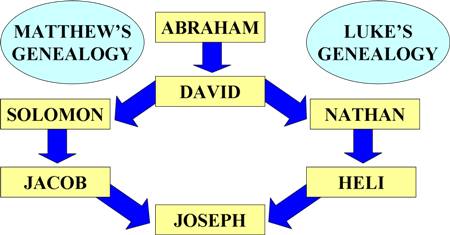 MATTHEW'S
GENEALOGY
ABRAHAM
LUKE'S
GENEALOGY
DAVID
SOLOMON
NATHAN
JACOB
HELI
JOSEPH